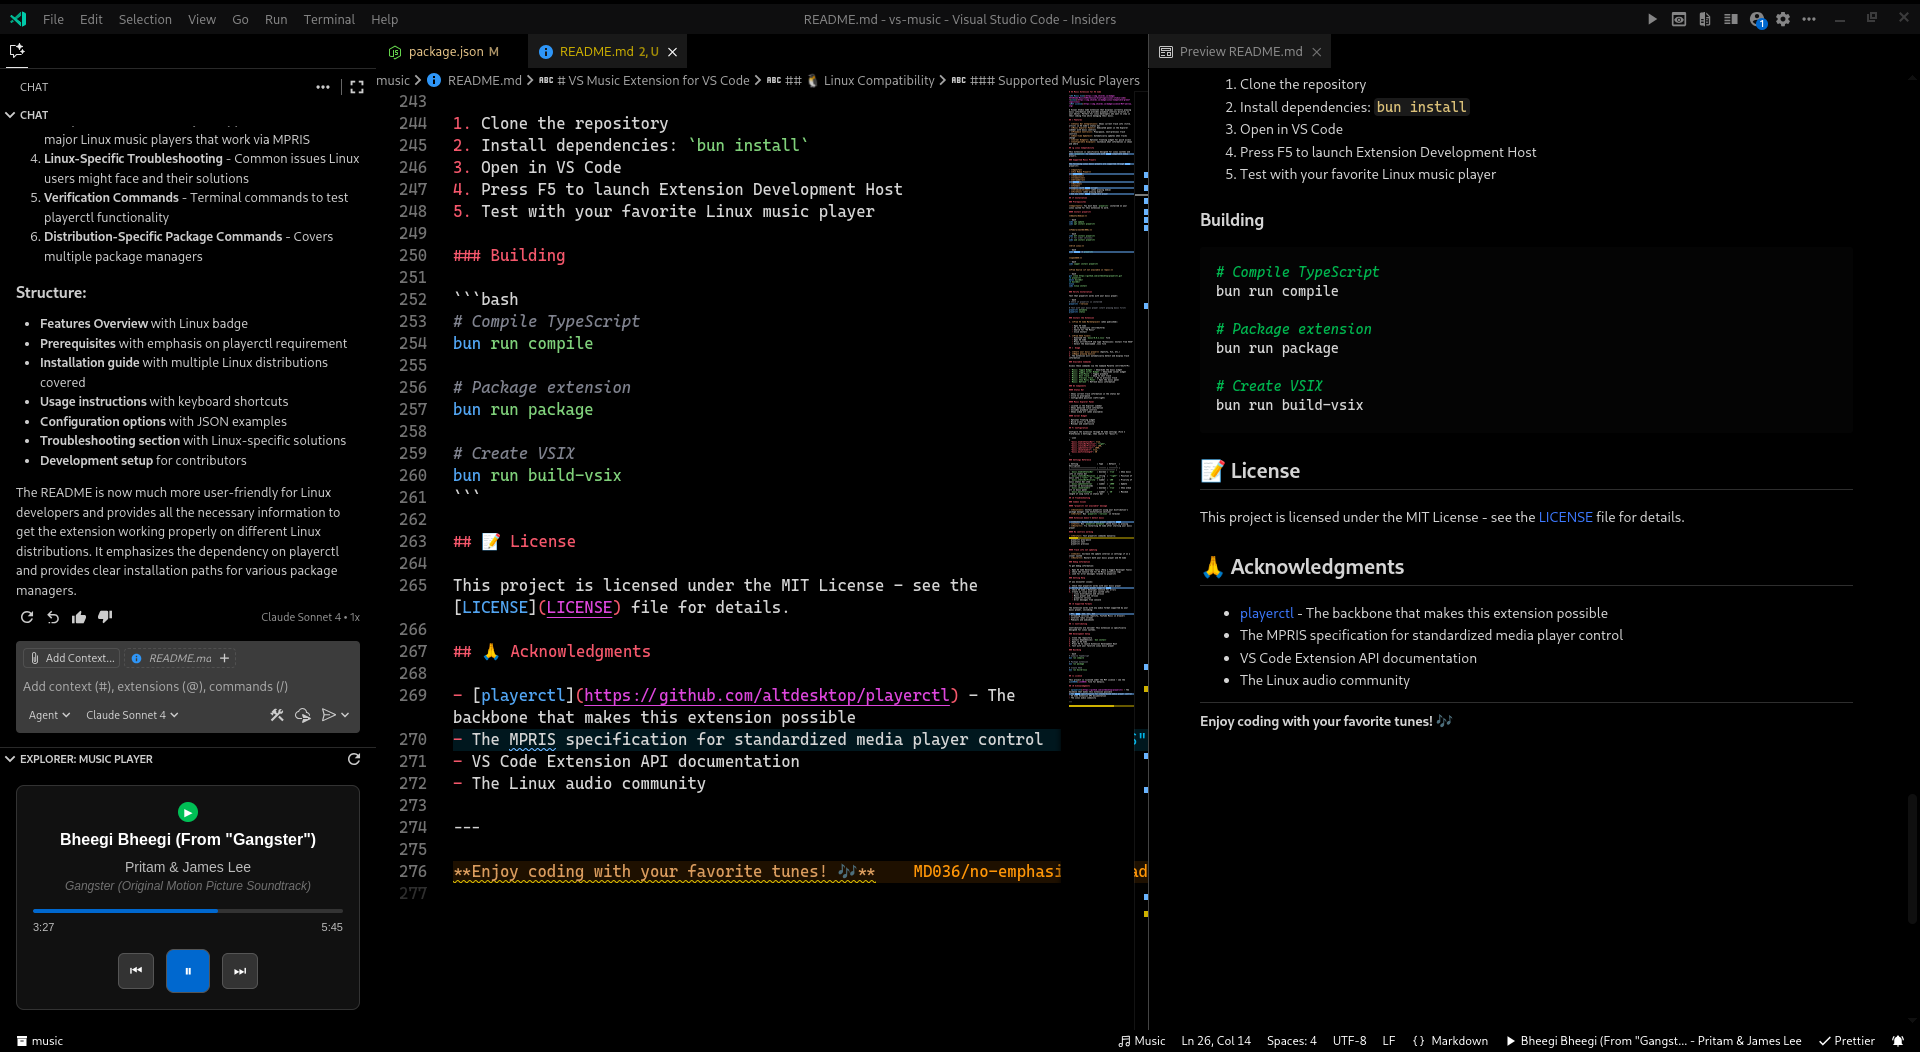 File Edit Selection View Go Run Terminal Help
README.md - vs-music - Visual Studio Code - Insiders
CHAT
CHAT
major Linux music players that work via MPRIS
4. Linux-Specific Troubleshooting - Common issues Linux
users might face and their solutions
5. Verification Commands - Terminal commands to test
playerctl functionality
6. Distribution-Specific Package Commands - Covers
multiple package managers
Structure:
• Features Overview with Linux badge
• Prerequisites with emphasis on playerctl requirement
• Installation guide with multiple Linux distributions
covered
• Usage instructions with keyboard shortcuts
• Configuration options with JSON examples
• Troubleshooting section with Linux-specific solutions
• Development setup for contributors
The README is now much more user-friendly for Linux
developers and provides all the necessary information to
get the extension working properly on different Linux
distributions. It emphasizes the dependency on playerctl
and provides clear installation paths for various package
managers.
Claude Sonnet 4 • 1x
Add Context... README.md +
Add context (#), extensions (@), commands (/)
Agent Claude Sonnet 4
EXPLORER: MUSIC PLAYER
Bheegi Bheegi (From "Gangster")
Pritam & James Lee
Gangster (Original Motion Picture Soundtrack)
3:27 5:45
package.json M README.md 2, U
music > README.md > # VS Music Extension for VS Code > ## 🐧 Linux Compatibility > ### Supported Music Players
243
244 1. Clone the repository
245 2. Install dependencies: `bun install`
246 3. Open in VS Code
247 4. Press F5 to launch Extension Development Host
248 5. Test with your favorite Linux music player
249
250 ### Building
251
252 ```bash
253 # Compile TypeScript
254 bun run compile
255
256 # Package extension
257 bun run package
258
259 # Create VSIX
260 bun run build-vsix
261 ```
262
263 ## 📝 License
264
265 This project is licensed under the MIT License - see the
[LICENSE](LICENSE) file for details.
266
267 ## 🙏 Acknowledgments
268
269 - [playerctl](https://github.com/altdesktop/playerctl) - The
backbone that makes this extension possible
270 - The MPRIS specification for standardized media player control
271 - VS Code Extension API documentation
272 - The Linux audio community
273
274 ---
275
276 **Enjoy coding with your favorite tunes! 🎶** MD036/no-emphasi
277
Preview README.md
1. Clone the repository
2. Install dependencies: bun install
3. Open in VS Code
4. Press F5 to launch Extension Development Host
5. Test with your favorite Linux music player
Building
# Compile TypeScript
bun run compile
# Package extension
bun run package
# Create VSIX
bun run build-vsix
📝 License
This project is licensed under the MIT License - see the LICENSE file for details.
🙏 Acknowledgments
• playerctl - The backbone that makes this extension possible
• The MPRIS specification for standardized media player control
• VS Code Extension API documentation
• The Linux audio community
Enjoy coding with your favorite tunes! 🎶
music
Music Ln 26, Col 14 Spaces: 4 UTF-8 LF {} Markdown Bheegi Bheegi (From "Gangst... - Pritam & James Lee Prettier